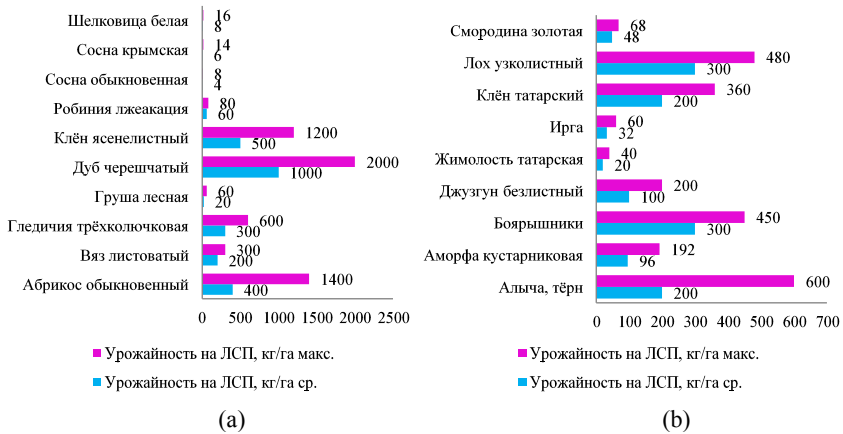 Шелковица белая 16 8
Сосна крымская 14 6
Сосна обыкновенная 8 4
Робиния лжеакация 80 60
Клён ясенелистный 1200 500
Дуб черешчатый 2000 1000
Груша лесная 60 20
Гледичия трёхколючковая 600 300
Вяз листоватый 300 200
Абрикос обыкновенный 1400 400
0 500 1000 1500 2000 2500
Урожайность на ЛСП, кг/га макс.
Урожайность на ЛСП, кг/га ср.
(a)
Смородина золотая 68 48
Лох узколистный 480 300
Клён татарский 360 200
Ирга 60 32
Жимолость татарская 40 20
Джузгун безлистный 200 100
Боярышники 450 300
Аморфа кустарниковая 192 96
Алыча, тёрн 600 200
0 100 200 300 400 500 600 700
Урожайность на ЛСП, кг/га макс.
Урожайность на ЛСП, кг/га ср.
(b)